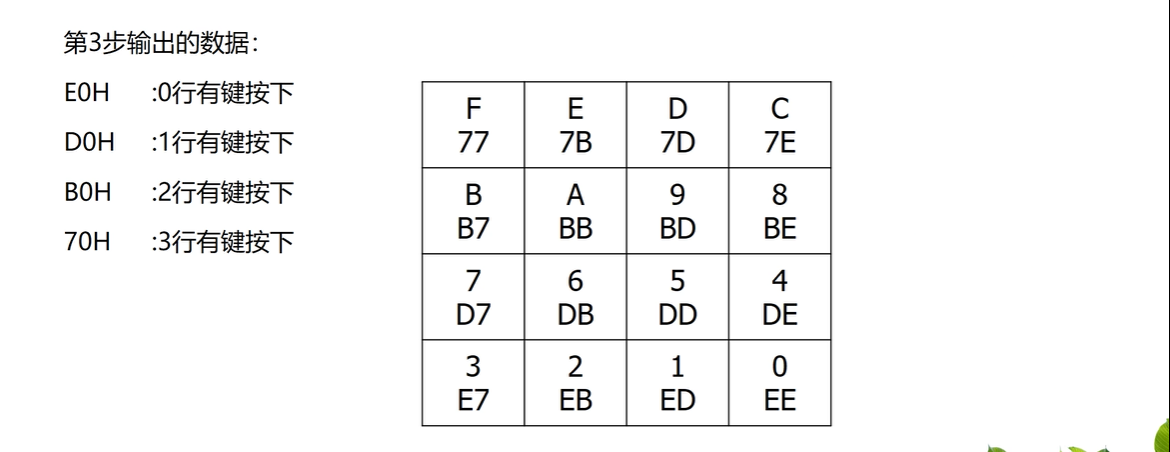 第3步输出的数据：
E0H :0行有键按下
D0H :1行有键按下
B0H :2行有键按下
70H :3行有键按下
F E D C
77 7B 7D 7E
B A 9 8
B7 BB BD BE
7 6 5 4
D7 DB DD DE
3 2 1 0
E7 EB ED EE